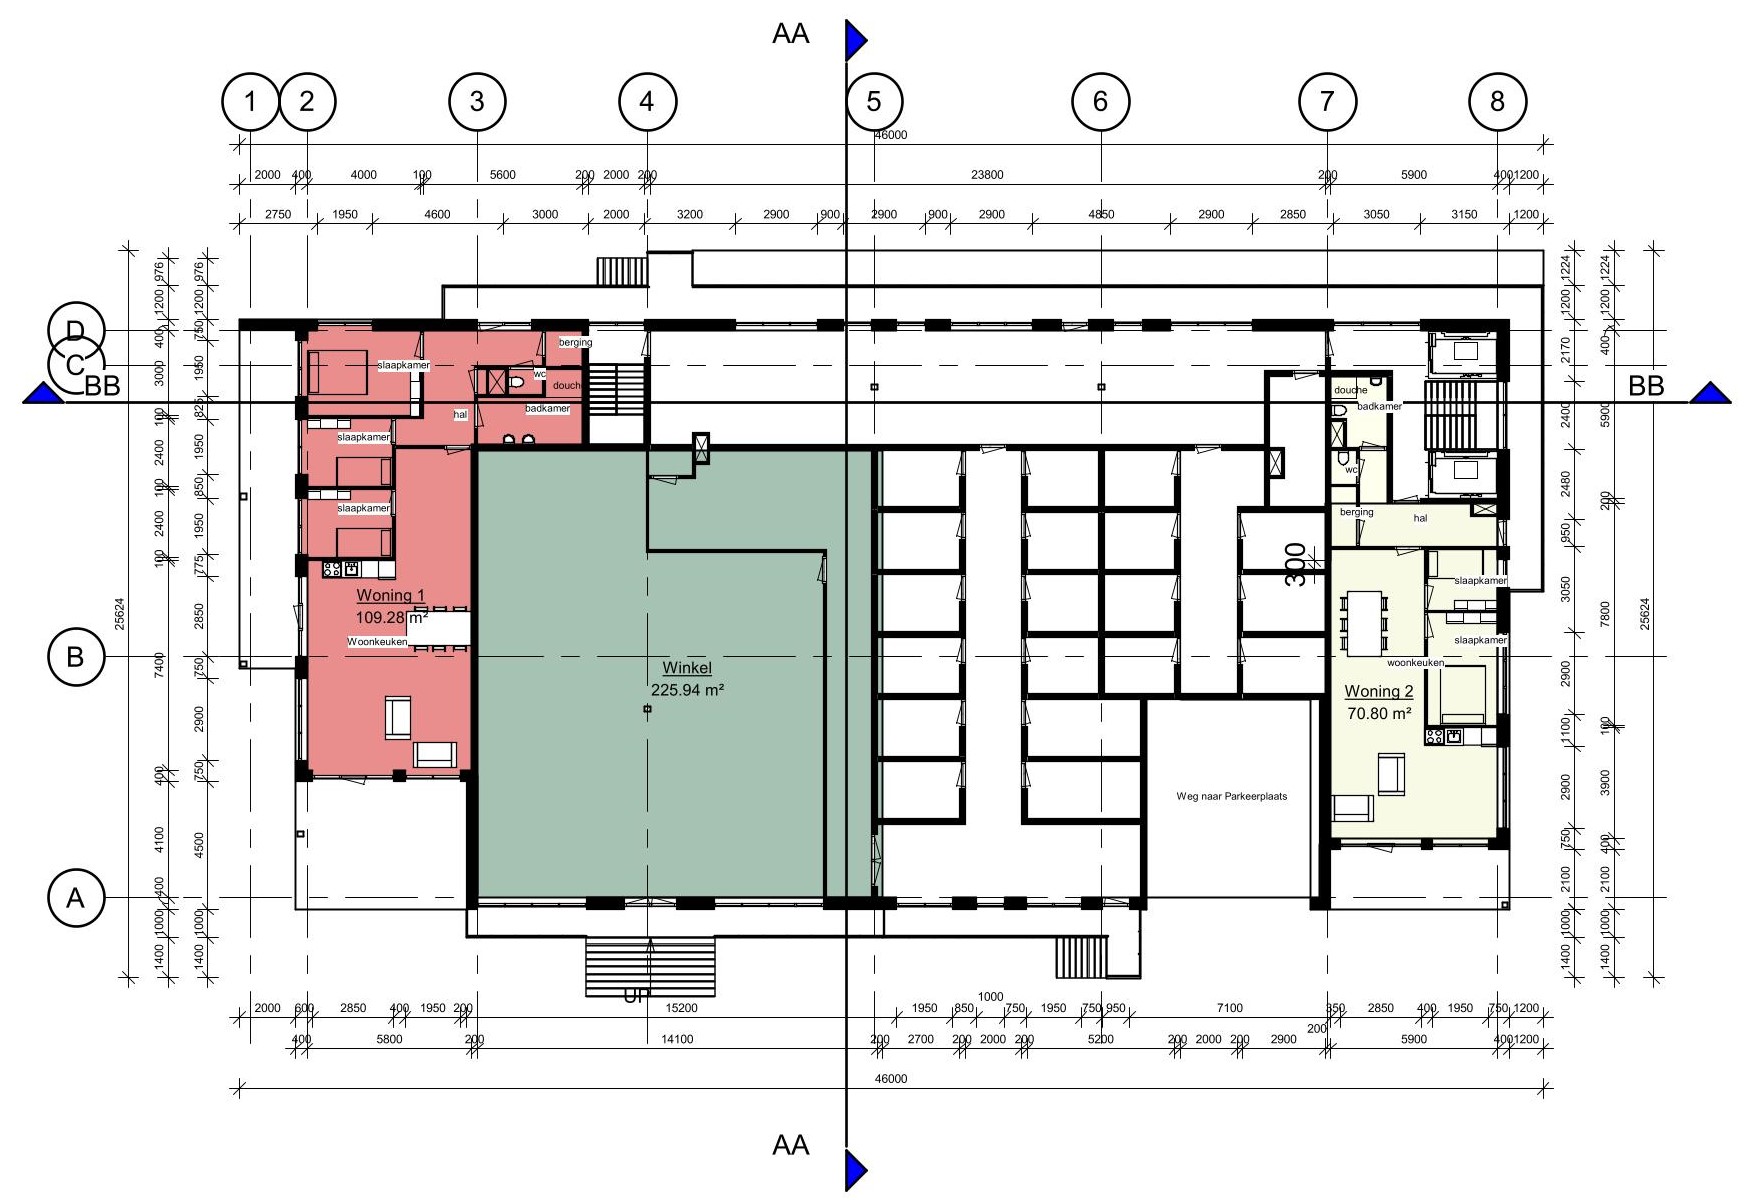 AA
1 2 3 4 5 6 7 8
46000
2000 400 4000 100 5600 200 2000 200 23800 200 5900 400 1200
2750 1950 4600 3000 2000 3200 2900 900 2900 900 2900 4850 2900 2850 3050 3150 1200
976 976 1224 1224
1200 1200 1200 1200
D
400 750 400
C
3000 1950 2170
BB BB
100 825 2400 5900
2400 1950 2480
100 850 200
2400 1950 950
100 775
25624 2850 3050 7800 25624
B
7400 750 2900
2900 1100 100
400 750 2900 3900
4100 4500 750 400
A
400 2100 2100
1000 1000 1000 1000
1400 1400 1400 1400
berging
slaapkamer
wc
douch
badkamer
hal
slaapkamer
slaapkamer
Woning 1
109.28 m²
Woonkeuken
Winkel
225.94 m²
300
Weg naar Parkeerplaats
douche
badkamer
wc
berging
hal
slaapkamer
slaapkamer
woonkeuken
Woning 2
70.80 m²
UP
2000 600 2850 400 1950 200 15200 1950 850 1000 750 1950 750 950 7100 350 2850 400 1950 750 1200
400 5800 200 14100 200 2700 200 2000 200 5200 200 2000 200 2900 200 5900 400 1200
46000
AA